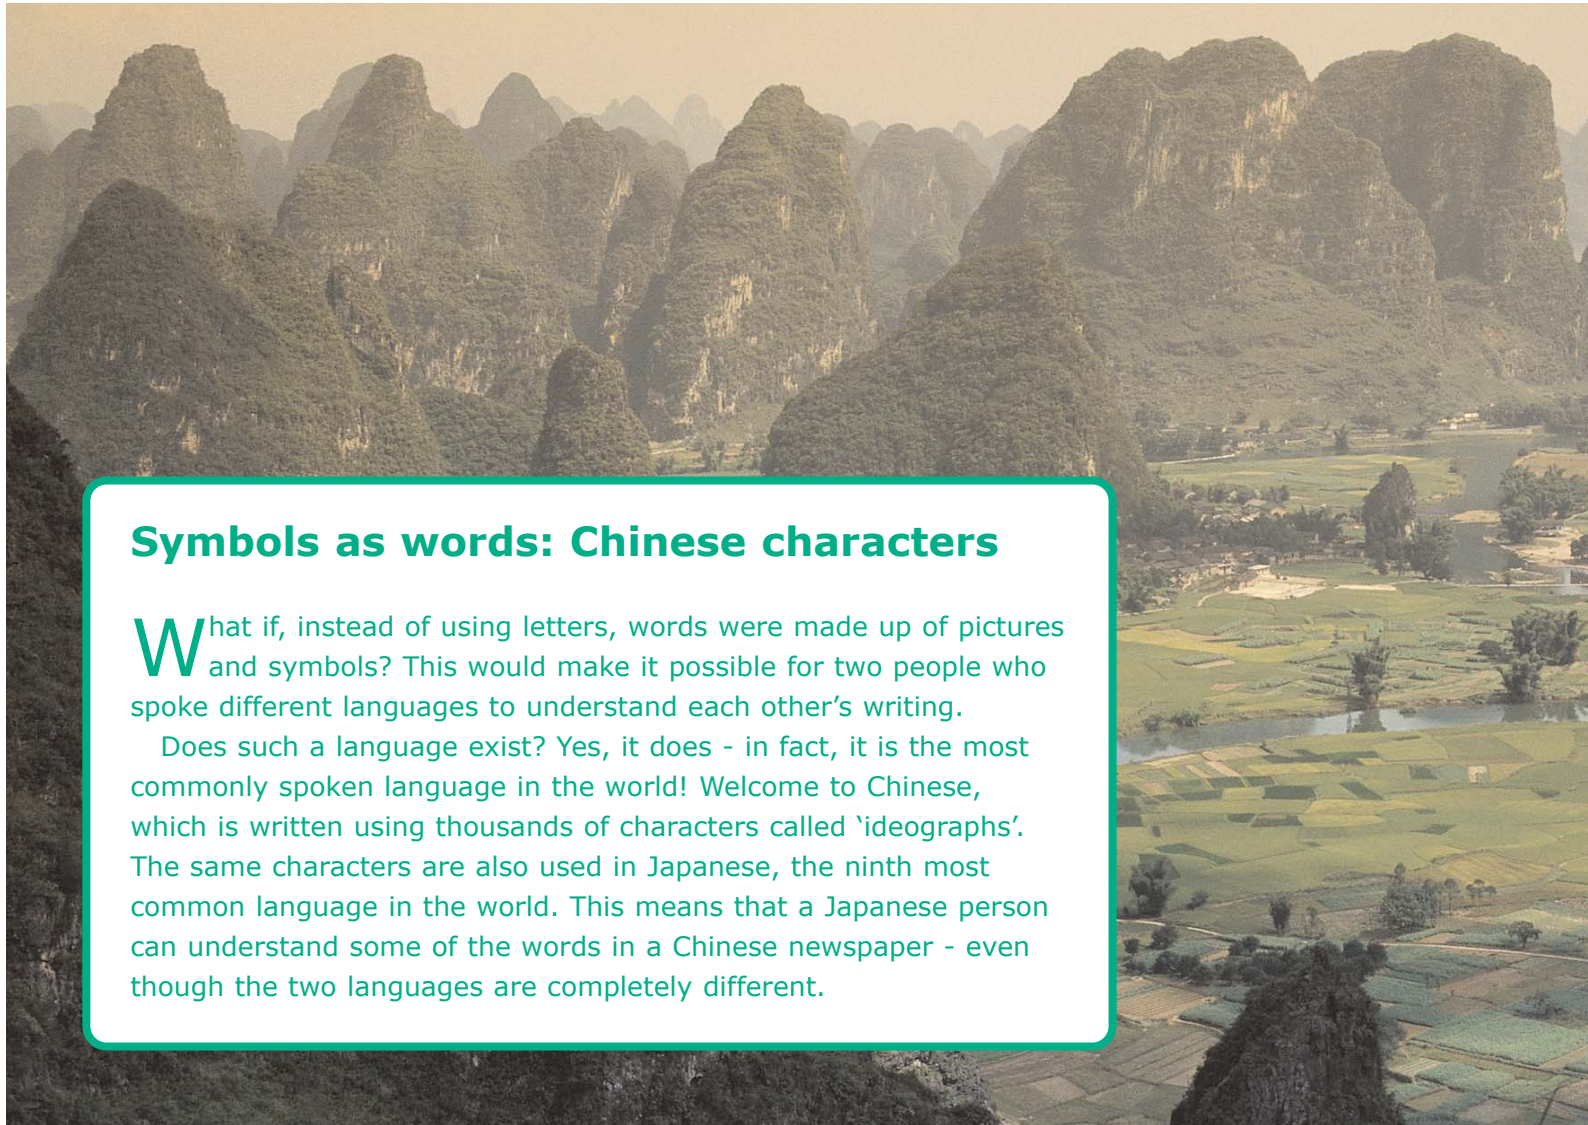 Symbols as words: Chinese characters
What if, instead of using letters, words were made up of pictures
and symbols? This would make it possible for two people who
spoke different languages to understand each other’s writing.
Does such a language exist? Yes, it does - in fact, it is the most
commonly spoken language in the world! Welcome to Chinese,
which is written using thousands of characters called ‘ideographs’.
The same characters are also used in Japanese, the ninth most
common language in the world. This means that a Japanese person
can understand some of the words in a Chinese newspaper - even
though the two languages are completely different.